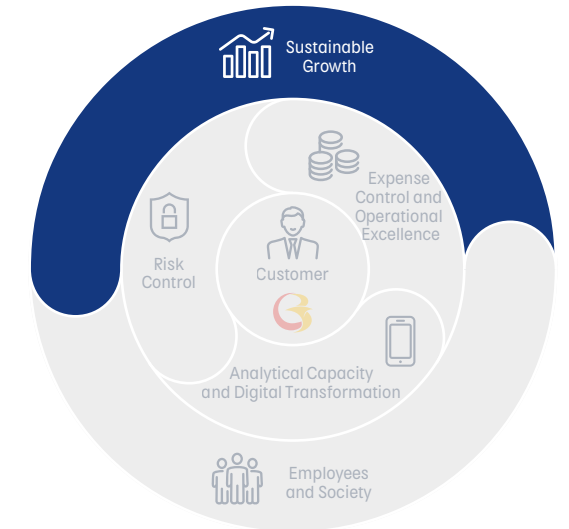 Sustainable
Growth
Expense
Control and
Operational
Excellence
Risk
Control
Customer
Analytical Capacity
and Digital Transformation
Employees
and Society